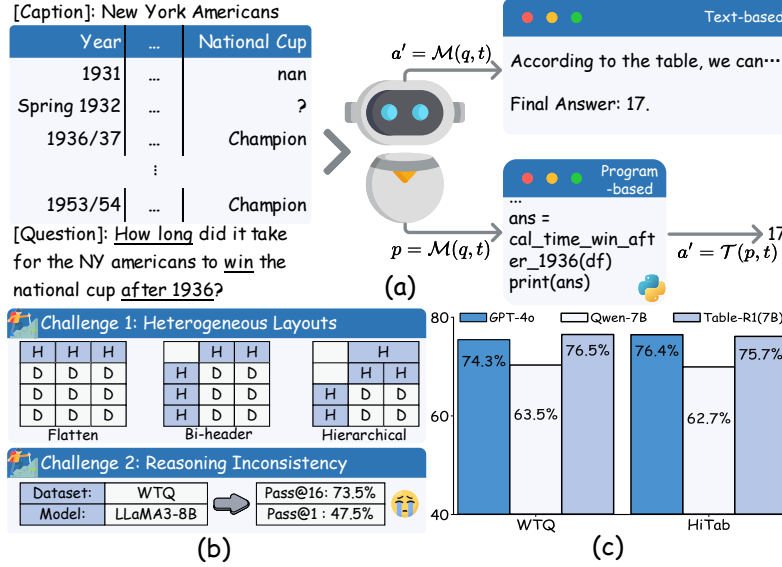 [Caption]: New York Americans
Year ... National Cup
1931 nan
Spring 1932 ... ?
1936/37 ... Champion
⋮
1953/54 ... Champion
[Question]: How long did it take
for the NY americans to win the
national cup after 1936?
a′ = M(q,t)
p = M(q,t)
(a)
Text-based
According to the table, we can⋯
Final Answer: 17.
Program
-based
...
ans =
cal_time_win_aft
er_1936(df)
print(ans)
a′ = T(p,t)
17
Challenge 1: Heterogeneous Layouts
H H H
D D D
D D D
D D D
Flatten
H H
H D D
H D D
H D D
Bi-header
H
H H
H D D
H D D
Hierarchical
Challenge 2: Reasoning Inconsistency
Dataset: WTQ
Model: LLaMA3-8B
Pass@16: 73.5%
Pass@1 : 47.5%
(b)
GPT-4o Qwen-7B Table-R1(7B)
80
60
40
74.3% 63.5% 76.5%
76.4% 62.7% 75.7%
WTQ HiTab
(c)